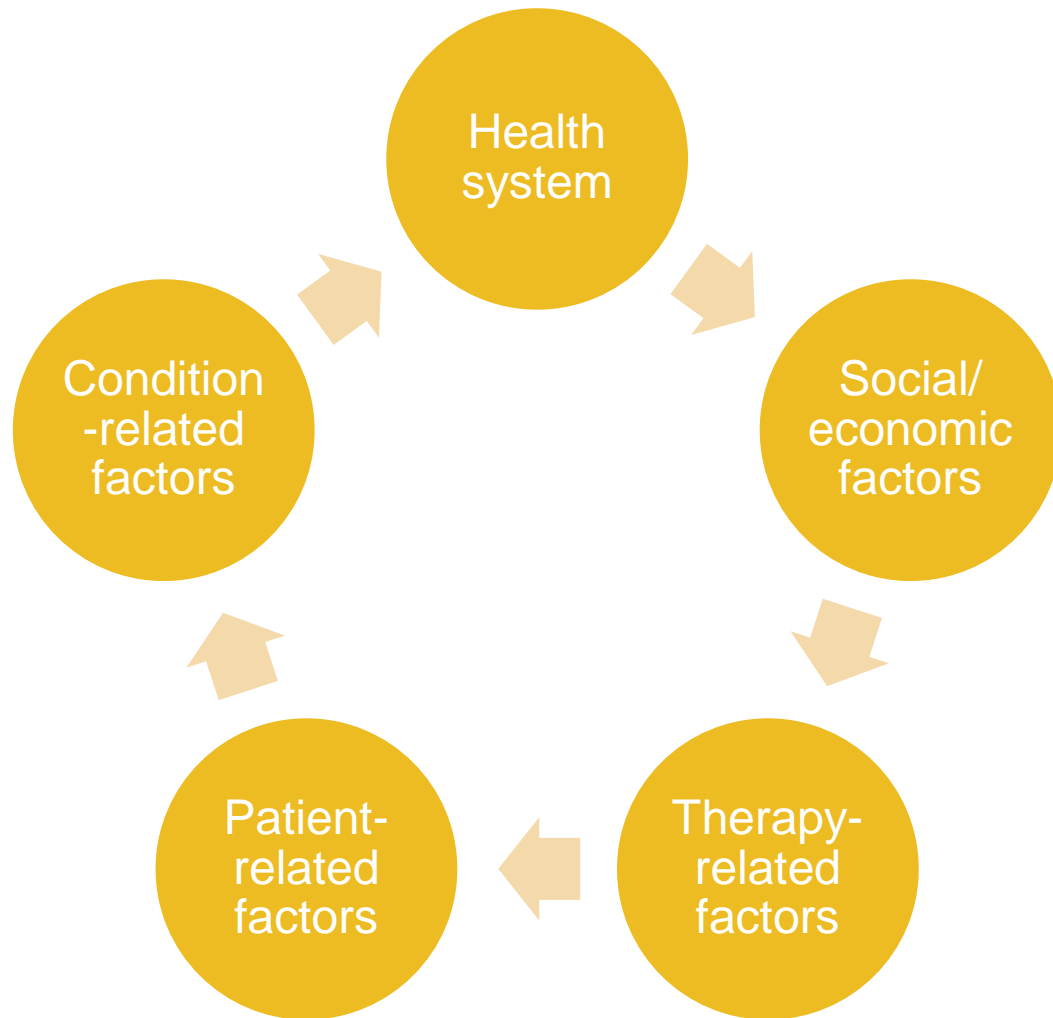 Health
system
Social/
economic
factors
Therapy-
related
factors
Patient-
related
factors
Condition
-related
factors